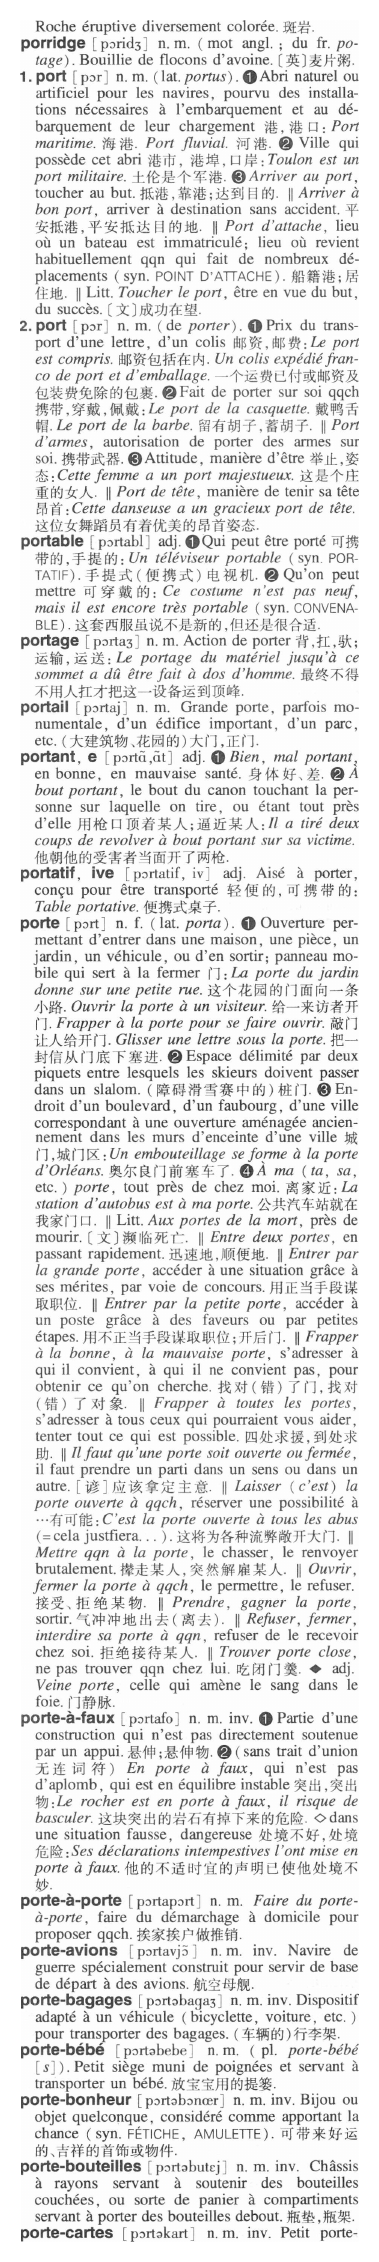 Roche éruptive diversement colorée. 斑岩.
porridge [pɔridʒ] n. m. (mot angl. ; du fr. po-
tage). Bouillie de flocons d'avoine. [英]麦片粥.
1. port [pɔr] n. m. (lat. portus). ❶ Abri naturel ou
artificiel pour les navires, pourvu des installa-
tions nécessaires à l'embarquement et au dé-
barquement de leur chargement 港, 港口: Port
maritime. 海港. Port fluvial. 河港. ❷ Ville qui
possède cet abri 港市, 港埠, 口岸: Toulon est un
port militaire. 土伦是个军港. ❸ Arriver au port,
toucher au but. 抵港, 靠港; 达到目的. ‖ Arriver à
bon port, arriver à destination sans accident. 平
安抵港, 平安抵达目的地. ‖ Port d'attache, lieu
où un bateau est immatriculé; lieu où revient
habituellement qqn qui fait de nombreux dé-
placements (syn. POINT D'ATTACHE). 船籍港; 居
住地. ‖ Litt. Toucher le port, être en vue du but,
du succès. 〔文〕成功在望.
2. port [pɔr] n. m. (de porter). ❶ Prix du trans-
port d'une lettre, d'un colis 邮资, 邮费: Le port
est compris. 邮资包括在内. Un colis expédié fran-
co de port et d'emballage. 一个运费已付或邮资及
包装费免除的包裹. ❷ Fait de porter sur soi qqch
携带, 穿戴, 佩戴: Le port de la casquette. 戴鸭舌
帽. Le port de la barbe. 留有胡子, 蓄胡子. ‖ Port
d'armes, autorisation de porter des armes sur
soi. 携带武器. ❸ Attitude, manière d'être 举止, 姿
态: Cette femme a un port majestueux. 这是个庄
重的女人. ‖ Port de tête, manière de tenir sa tête
昂首: Cette danseuse a un gracieux port de tête.
这位女舞蹈员有着优美的昂首姿态.
portable [pɔrtabl] adj. ❶ Qui peut être porté 可携
带的, 手提的: Un téléviseur portable (syn. POR-
TATIF). 手提式(便携式)电视机. ❷ Qu'on peut
mettre 可穿戴的: Ce costume n'est pas neuf,
mais il est encore très portable (syn. CONVENA-
BLE). 这套西服虽说不是新的, 但还是很合适.
portage [pɔrtaʒ] n. m. Action de porter 背, 扛, 驮;
运输, 运送: Le portage du matériel jusqu'à ce
sommet a dû être fait à dos d'homme. 最终不得
不用人扛才把这一设备运到顶峰.
portail [pɔrtaj] n. m. Grande porte, parfois mo-
numentale, d'un édifice important, d'un parc,
etc. (大建筑物、花园的)大门, 正门.
portant, e [pɔrtɑ̃, ɑ̃t] adj. ❶ Bien, mal portant,
en bonne, en mauvaise santé. 身体好、差. ❷ À
bout portant, le bout du canon touchant la per-
sonne sur laquelle on tire, ou étant tout près
d'elle 用枪口顶着某人; 逼近某人: Il a tiré deux
coups de revolver à bout portant sur sa victime.
他朝他的受害者当面开了两枪.
portatif, ive [pɔrtatif, iv] adj. Aisé à porter,
conçu pour être transporté 轻便的, 可携带的:
Table portative. 便携式桌子.
porte [pɔrt] n. f. (lat. porta). ❶ Ouverture per-
mettant d'entrer dans une maison, une pièce, un
jardin, un véhicule, ou d'en sortir; panneau mo-
bile qui sert à la fermer 门: La porte du jardin
donne sur une petite rue. 这个花园的门面向一条
小路. Ouvrir la porte à un visiteur. 给一来访者开
门. Frapper à la porte pour se faire ouvrir. 敲门
让人给开门. Glisser une lettre sous la porte. 把一
封信从门底下塞进. ❷ Espace délimité par deux
piquets entre lesquels les skieurs doivent passer
dans un slalom. (障碍滑雪赛中的)桩门. ❸ En-
droit d'un boulevard, d'un faubourg, d'une ville
correspondant à une ouverture aménagée ancien-
nement dans les murs d'enceinte d'une ville 城
门, 城门区: Un embouteillage se forme à la porte
d'Orléans. 奥尔良门前塞车了. ❹ À ma (ta, sa,
etc.) porte, tout près de chez moi. 离家近: La
station d'autobus est à ma porte. 公共汽车站就在
我家门口. ‖ Litt. Aux portes de la mort, près de
mourir. 〔文〕濒临死亡. ‖ Entre deux portes, en
passant rapidement. 迅速地, 顺便地. ‖ Entrer par
la grande porte, accéder à une situation grâce à
ses mérites, par voie de concours. 用正当手段谋
取职位. ‖ Entrer par la petite porte, accéder à
un poste grâce à des faveurs ou par petites
étapes. 用不正当手段谋取职位; 开后门. ‖ Frapper
à la bonne, à la mauvaise porte, s'adresser à
qui il convient, à qui il ne convient pas, pour
obtenir ce qu'on cherche. 找对(错)了门, 找对
(错)了对象. ‖ Frapper à toutes les portes,
s'adresser à tous ceux qui pourraient vous aider,
tenter tout ce qui est possible. 四处求援, 到处求
助. ‖ Il faut qu'une porte soit ouverte ou fermée,
il faut prendre un parti dans un sens ou dans un
autre. [谚]应该拿定主意. ‖ Laisser (c'est) la
porte ouverte à qqch, réserver une possibilité à
…有可能: C'est la porte ouverte à tous les abus
(=cela justfiera...). 这将为各种流弊敞开大门. ‖
Mettre qqn à la porte, le chasser, le renvoyer
brutalement. 撵走某人, 突然解雇某人. ‖ Ouvrir,
fermer la porte à qqch, le permettre, le refuser.
接受、拒绝某物. ‖ Prendre, gagner la porte,
sortir. 气冲冲地出去(离去). ‖ Refuser, fermer,
interdire sa porte à qqn, refuser de le recevoir
chez soi. 拒绝接待某人. ‖ Trouver porte close,
ne pas trouver qqn chez lui. 吃闭门羹. ◆ adj.
Veine porte, celle qui amène le sang dans le
foie. 门静脉.
porte-à-faux [pɔrtafo] n. m. inv. ❶ Partie d'une
construction qui n'est pas directement soutenue
par un appui. 悬伸; 悬伸物. ❷ (sans trait d'union
无连词符) En porte à faux, qui n'est pas
d'aplomb, qui est en équilibre instable 突出, 突出
物: Le rocher est en porte à faux, il risque de
basculer. 这块突出的岩石有掉下来的危险. ◇ dans
une situation fausse, dangereuse 处境不好, 处境
危险: Ses déclarations intempestives l'ont mise en
porte à faux. 他的不适时宜的声明已使他处境不
妙.
porte-à-porte [pɔrtapɔrt] n. m. Faire du porte-
à-porte, faire du démarchage à domicile pour
proposer qqch. 挨家挨户做推销.
porte-avions [pɔrtavjɔ̃] n. m. inv. Navire de
guerre spécialement construit pour servir de base
de départ à des avions. 航空母舰.
porte-bagages [pɔrtəbagaʒ] n. m. inv. Dispositif
adapté à un véhicule (bicyclette, voiture, etc.)
pour transporter des bagages. (车辆的)行李架.
porte-bébé [pɔrtəbebe] n. m. (pl. porte-bébé
[s]). Petit siège muni de poignées et servant à
transporter un bébé. 放宝宝用的提篓.
porte-bonheur [pɔrtəbɔnœr] n. m. inv. Bijou ou
objet quelconque, considéré comme apportant la
chance (syn. FÉTICHE, AMULETTE). 可带来好运
的、吉祥的首饰或物件.
porte-bouteilles [pɔrtəbutɛj] n. m. inv. Châssis
à rayons servant à soutenir des bouteilles
couchées, ou sorte de panier à compartiments
servant à porter des bouteilles debout. 瓶垫, 瓶架.
porte-cartes [pɔrtəkart] n. m. inv. Petit porte-